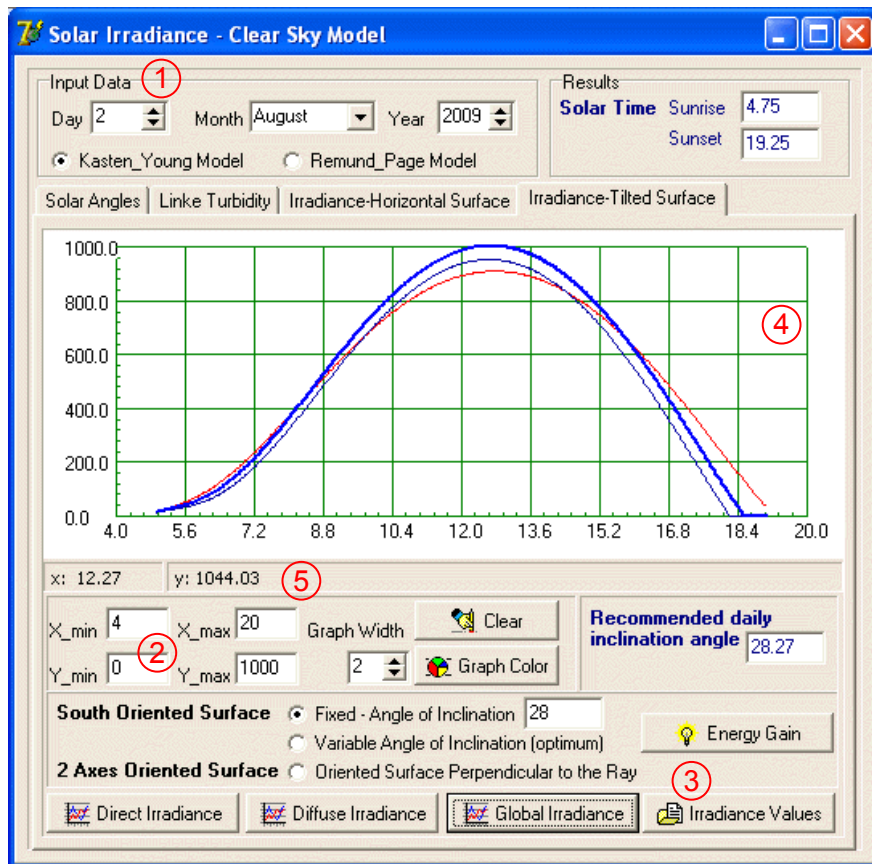 Solar Irradiance - Clear Sky Model
Input Data ①
Day 2 Month August Year 2009
Kasten_Young Model Remund_Page Model
Results
Solar Time Sunrise 4.75
Sunset 19.25
Solar Angles Linke Turbidity Irradiance-Horizontal Surface Irradiance-Tilted Surface
1000.0
800.0
④
600.0
400.0
200.0
0.0
4.0 5.6 7.2 8.8 10.4 12.0 13.6 15.2 16.8 18.4 20.0
x: 12.27 y: 1044.03 ⑤
X_min 4 X_max 20 Graph Width Clear
② Y_min 0 Y_max 1000 2 Graph Color
Recommended daily
inclination angle 28.27
South Oriented Surface Fixed - Angle of Inclination 28
Variable Angle of Inclination (optimum)
Energy Gain
2 Axes Oriented Surface Oriented Surface Perpendicular to the Ray
③
Direct Irradiance Diffuse Irradiance Global Irradiance Irradiance Values